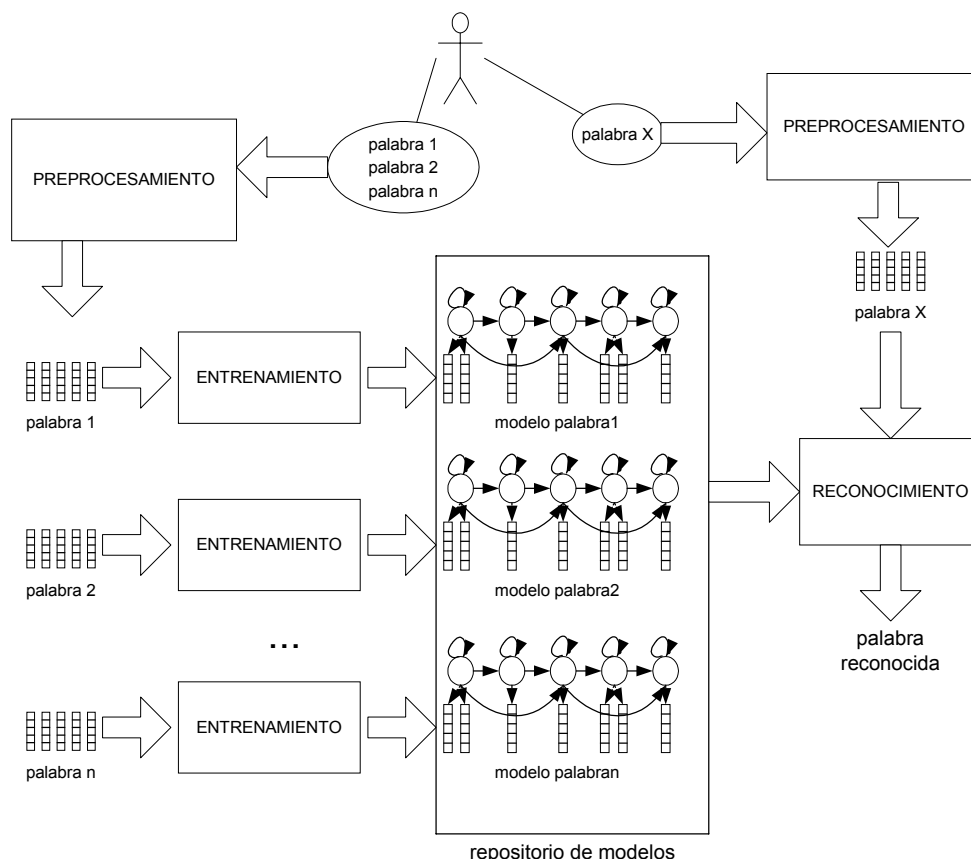 palabra 1
palabra 2
palabra n
palabra X
PREPROCESAMIENTO
PREPROCESAMIENTO
palabra X
palabra 1
ENTRENAMIENTO
modelo palabra1
palabra 2
ENTRENAMIENTO
modelo palabra2
RECONOCIMIENTO
...
palabra
reconocida
palabra n
ENTRENAMIENTO
modelo palabran
repositorio de modelos